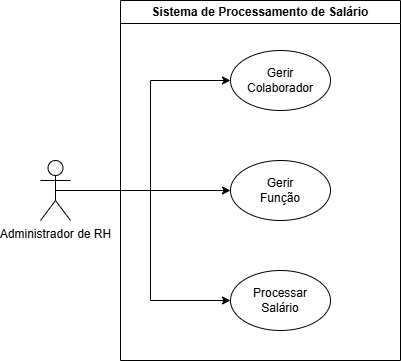 Sistema de Processamento de Salário
Gerir
Colaborador
Gerir
Função
Administrador de RH
Processar
Salário